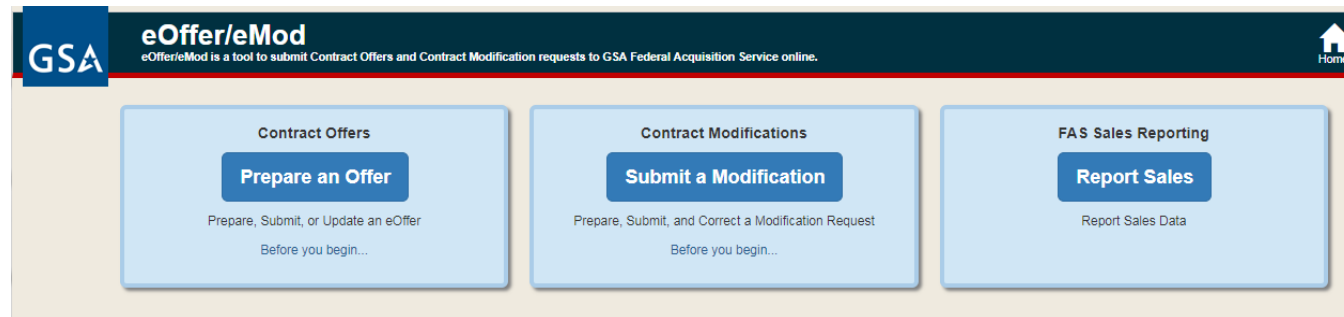 GSA
eOffer/eMod
eOffer/eMod is a tool to submit Contract Offers and Contract Modification requests to GSA Federal Acquisition Service online.
Home
Contract Offers
Prepare an Offer
Prepare, Submit, or Update an eOffer
Before you begin...
Contract Modifications
Submit a Modification
Prepare, Submit, and Correct a Modification Request
Before you begin...
FAS Sales Reporting
Report Sales
Report Sales Data